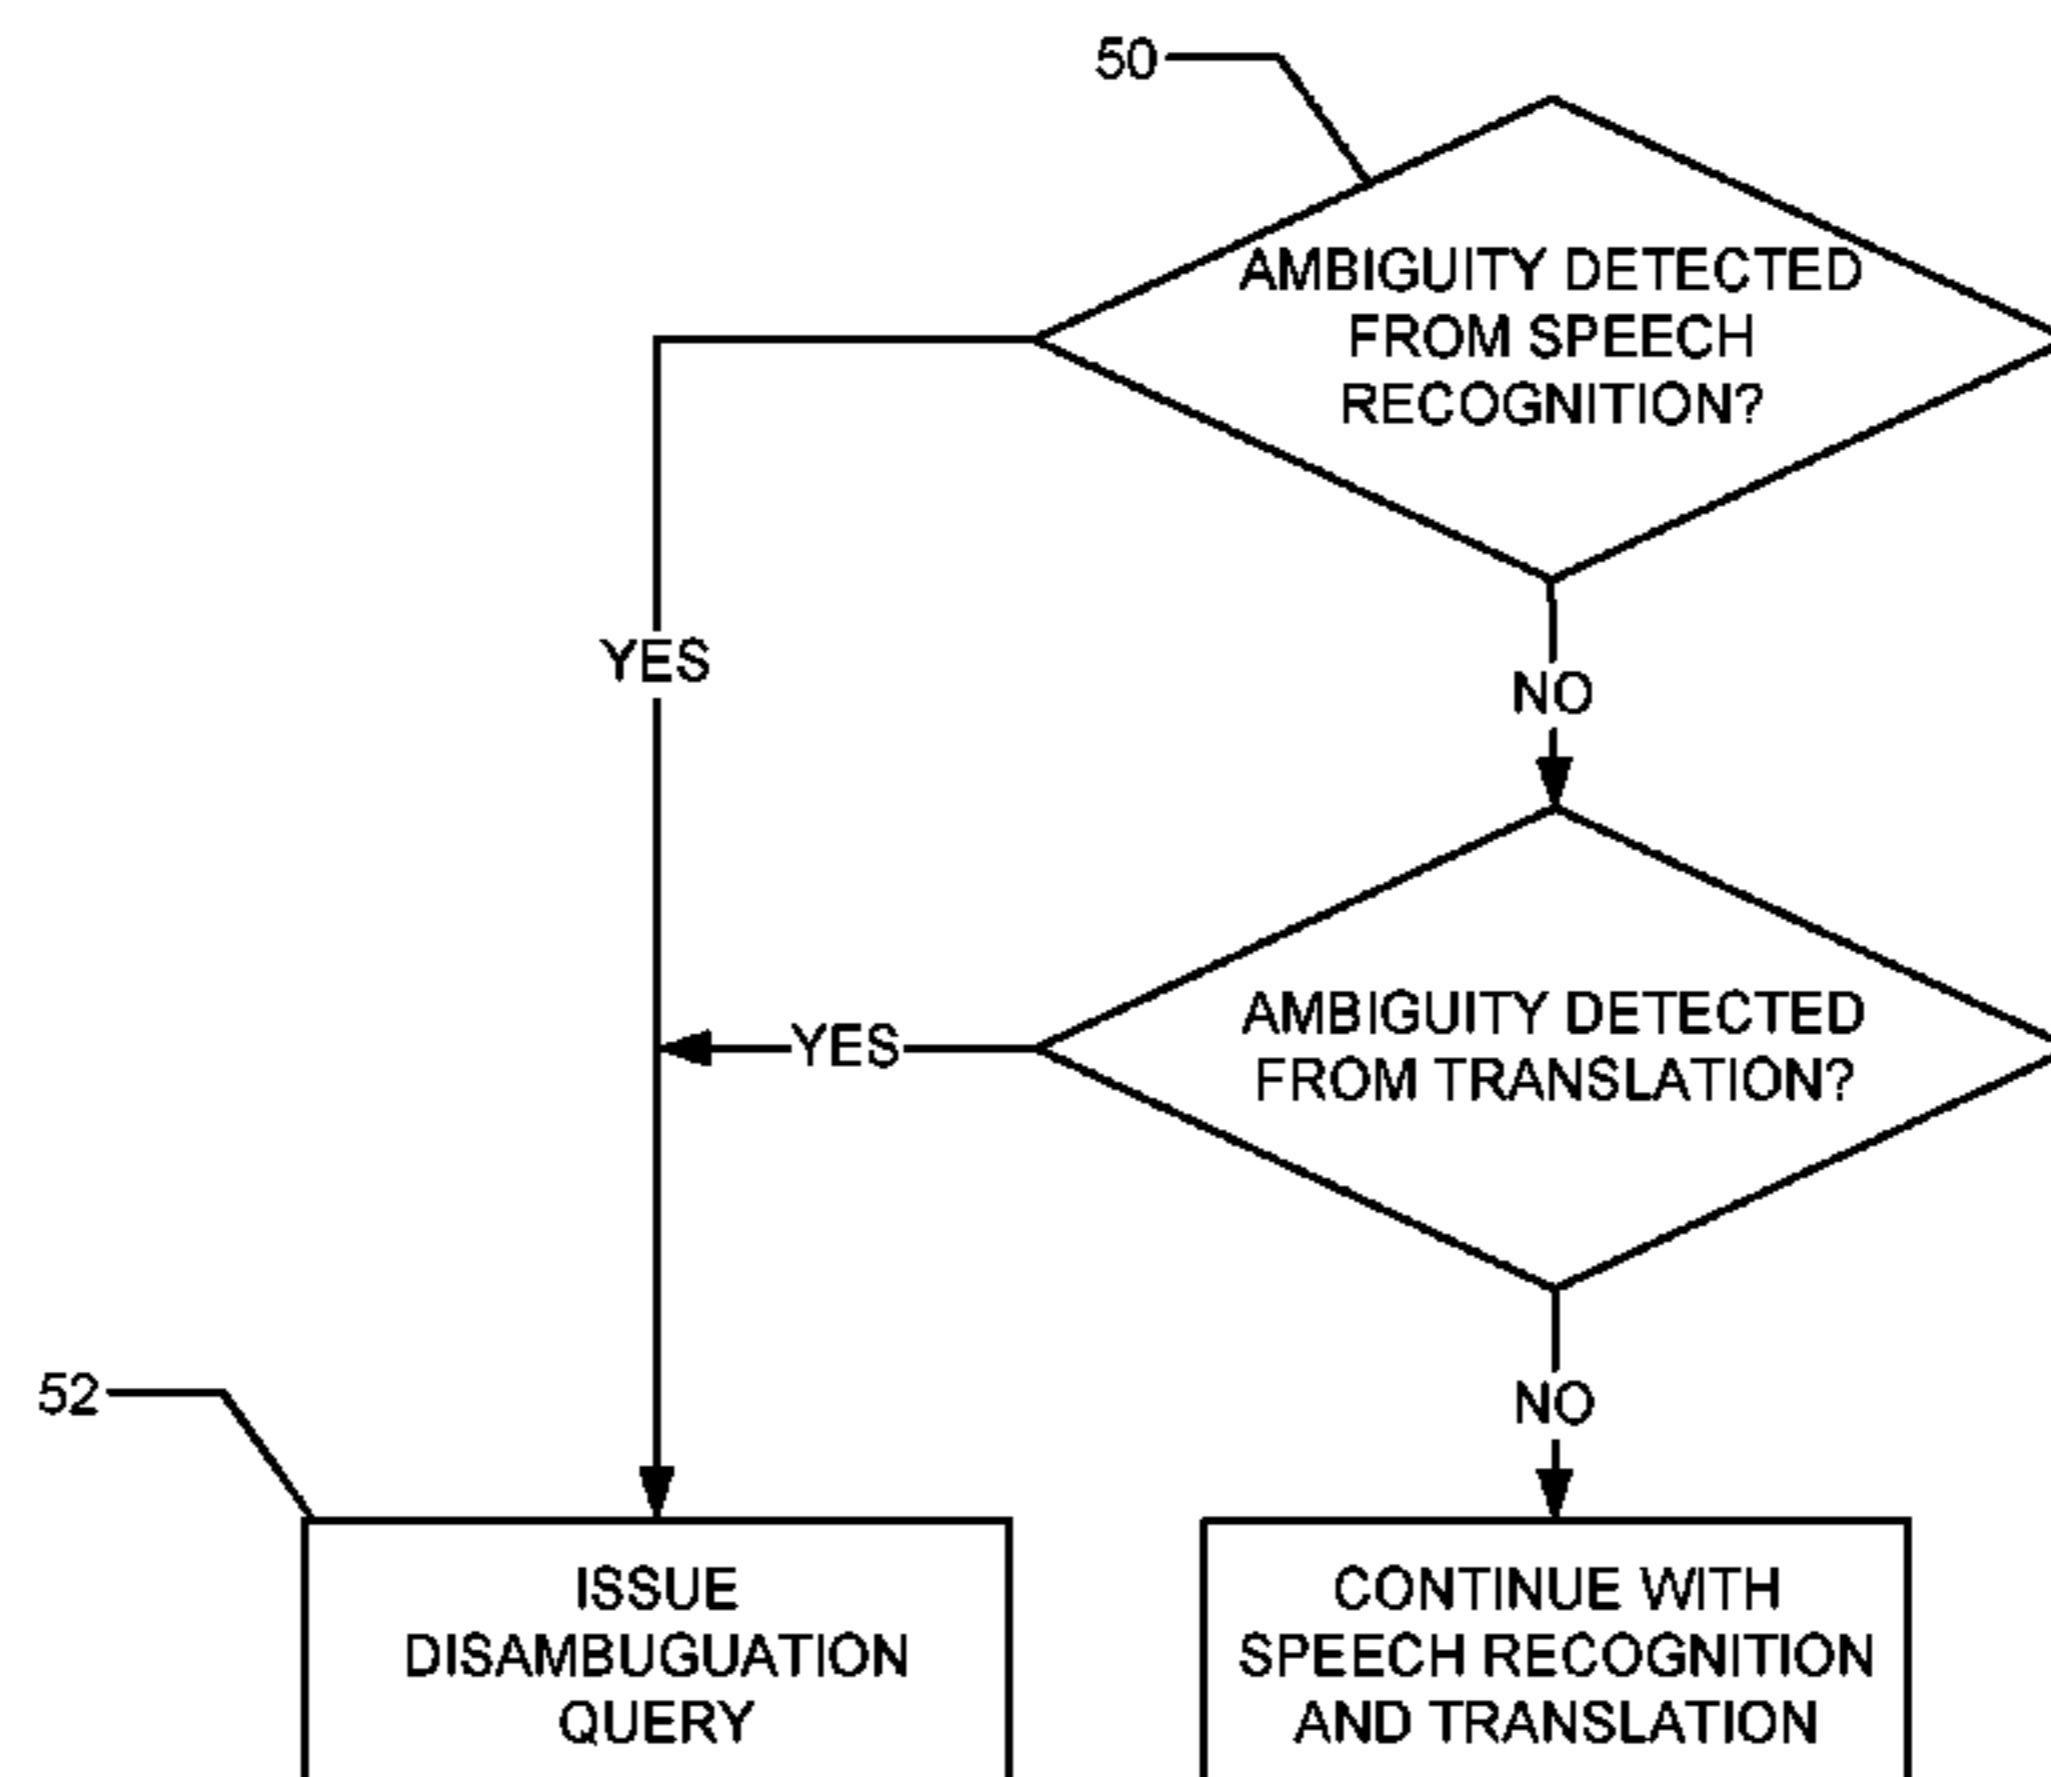 50
AMBIGUITY DETECTED
FROM SPEECH
RECOGNITION?
YES
NO
AMBIGUITY DETECTED
FROM TRANSLATION?
YES
NO
52
ISSUE
DISAMBUGUATION
QUERY
CONTINUE WITH
SPEECH RECOGNITION
AND TRANSLATION